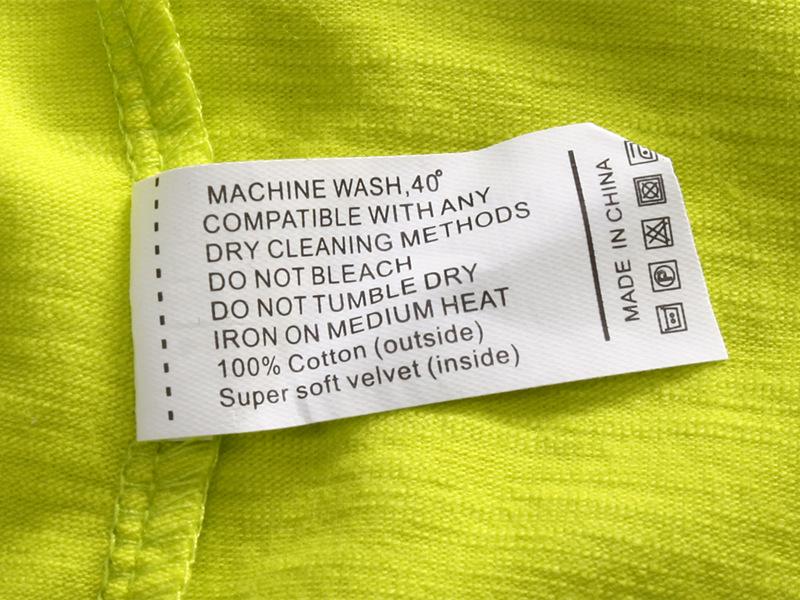 MACHINE WASH,40°
COMPATIBLE WITH ANY
DRY CLEANING METHODS
DO NOT BLEACH
DO NOT TUMBLE DRY
IRON ON MEDIUM HEAT
100% Cotton (outside)
Super soft velvet (inside)
MADE IN CHINA